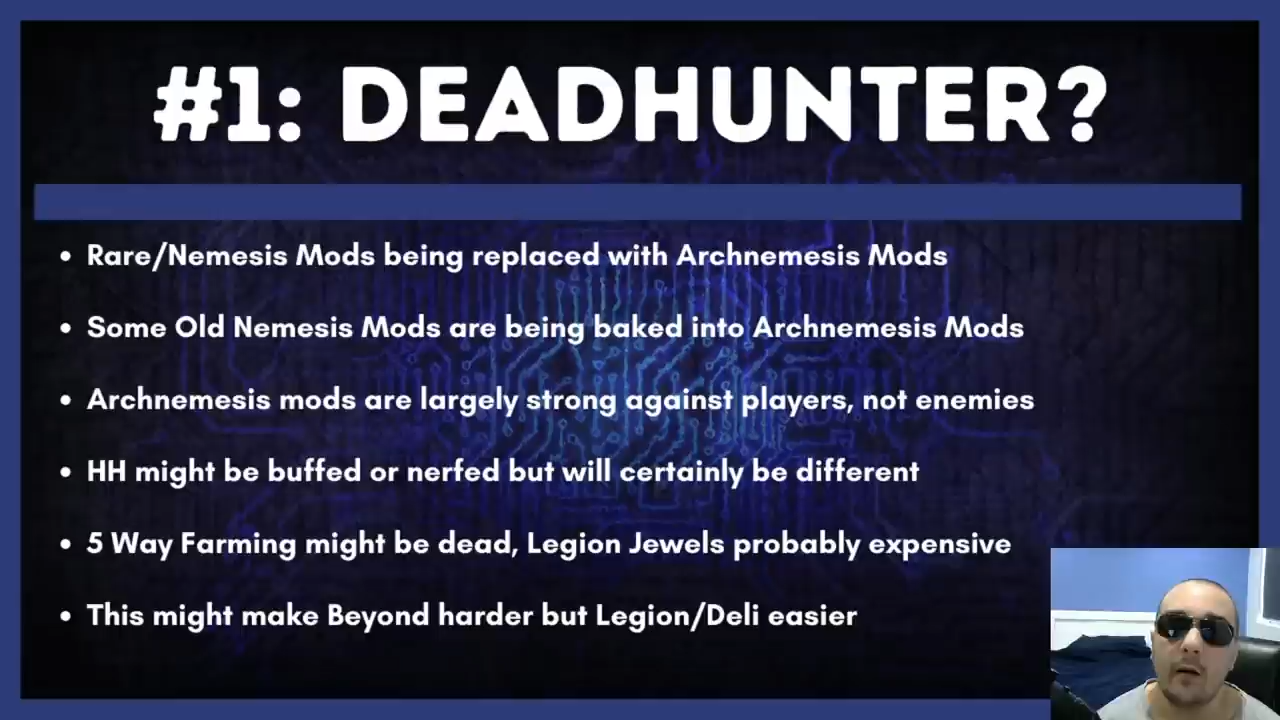 #1: DEADHUNTER?
• Rare/Nemesis Mods being replaced with Archnemesis Mods
• Some Old Nemesis Mods are being baked into Archnemesis Mods
• Archnemesis mods are largely strong against players, not enemies
• HH might be buffed or nerfed but will certainly be different
• 5 Way Farming might be dead, Legion Jewels probably expensive
• This might make Beyond harder but Legion/Deli easier